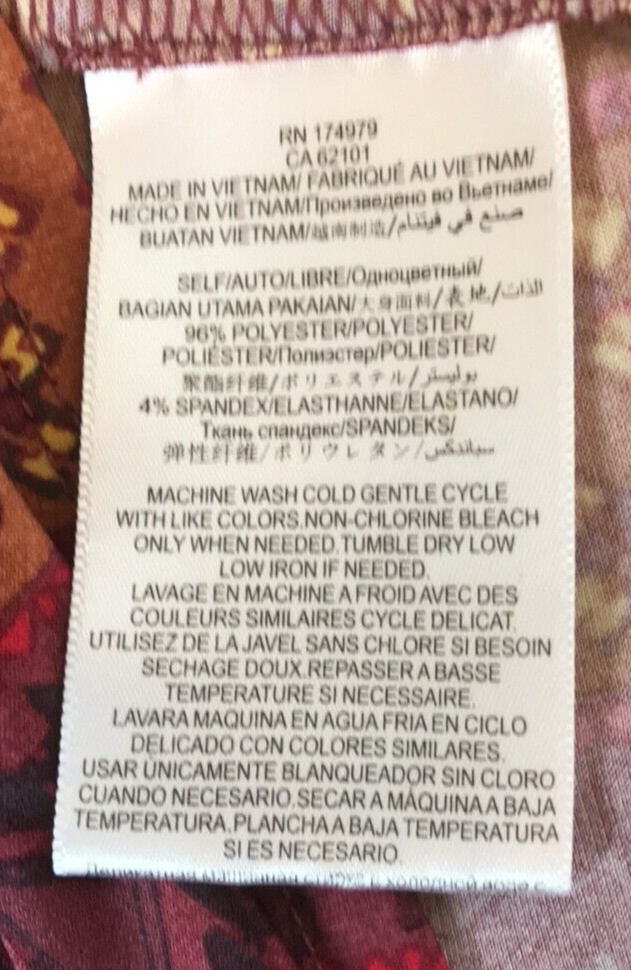 RN 174979
CA 62101
MADE IN VIETNAM/ FABRIQUÉ AU VIETNAM/
HECHO EN VIETNAM/Произведено во Вьетнаме/
BUATAN VIETNAM/越南制造/صنع في فيتنام
SELF/AUTO/LIBRE/Одноцветный/
BAGIAN UTAMA PAKAIAN/大身面料/表地/الذات
96% POLYESTER/POLYESTER/
POLIÉSTER/Полиэстер/POLIESTER/
聚酯纤维/ポリエステル/بوليستر
4% SPANDEX/ELASTHANNE/ELASTANO/
Ткань спандекс/SPANDEKS/
弹性纤维/ポリウレタン/سباندكس
MACHINE WASH COLD GENTLE CYCLE
WITH LIKE COLORS.NON-CHLORINE BLEACH
ONLY WHEN NEEDED.TUMBLE DRY LOW
LOW IRON IF NEEDED.
LAVAGE EN MACHINE A FROID AVEC DES
COULEURS SIMILAIRES CYCLE DELICAT.
UTILISEZ DE LA JAVEL SANS CHLORE SI BESOIN
SECHAGE DOUX.REPASSER A BASSE
TEMPERATURE SI NECESSAIRE.
LAVARA MAQUINA EN AGUA FRIA EN CICLO
DELICADO CON COLORES SIMILARES.
USAR ÚNICAMENTE BLANQUEADOR SIN CLORO
CUANDO NECESARIO.SECAR A MÁQUINA A BAJA
TEMPERATURA.PLANCHA A BAJA TEMPERATURA
SI ES NECESARIO.